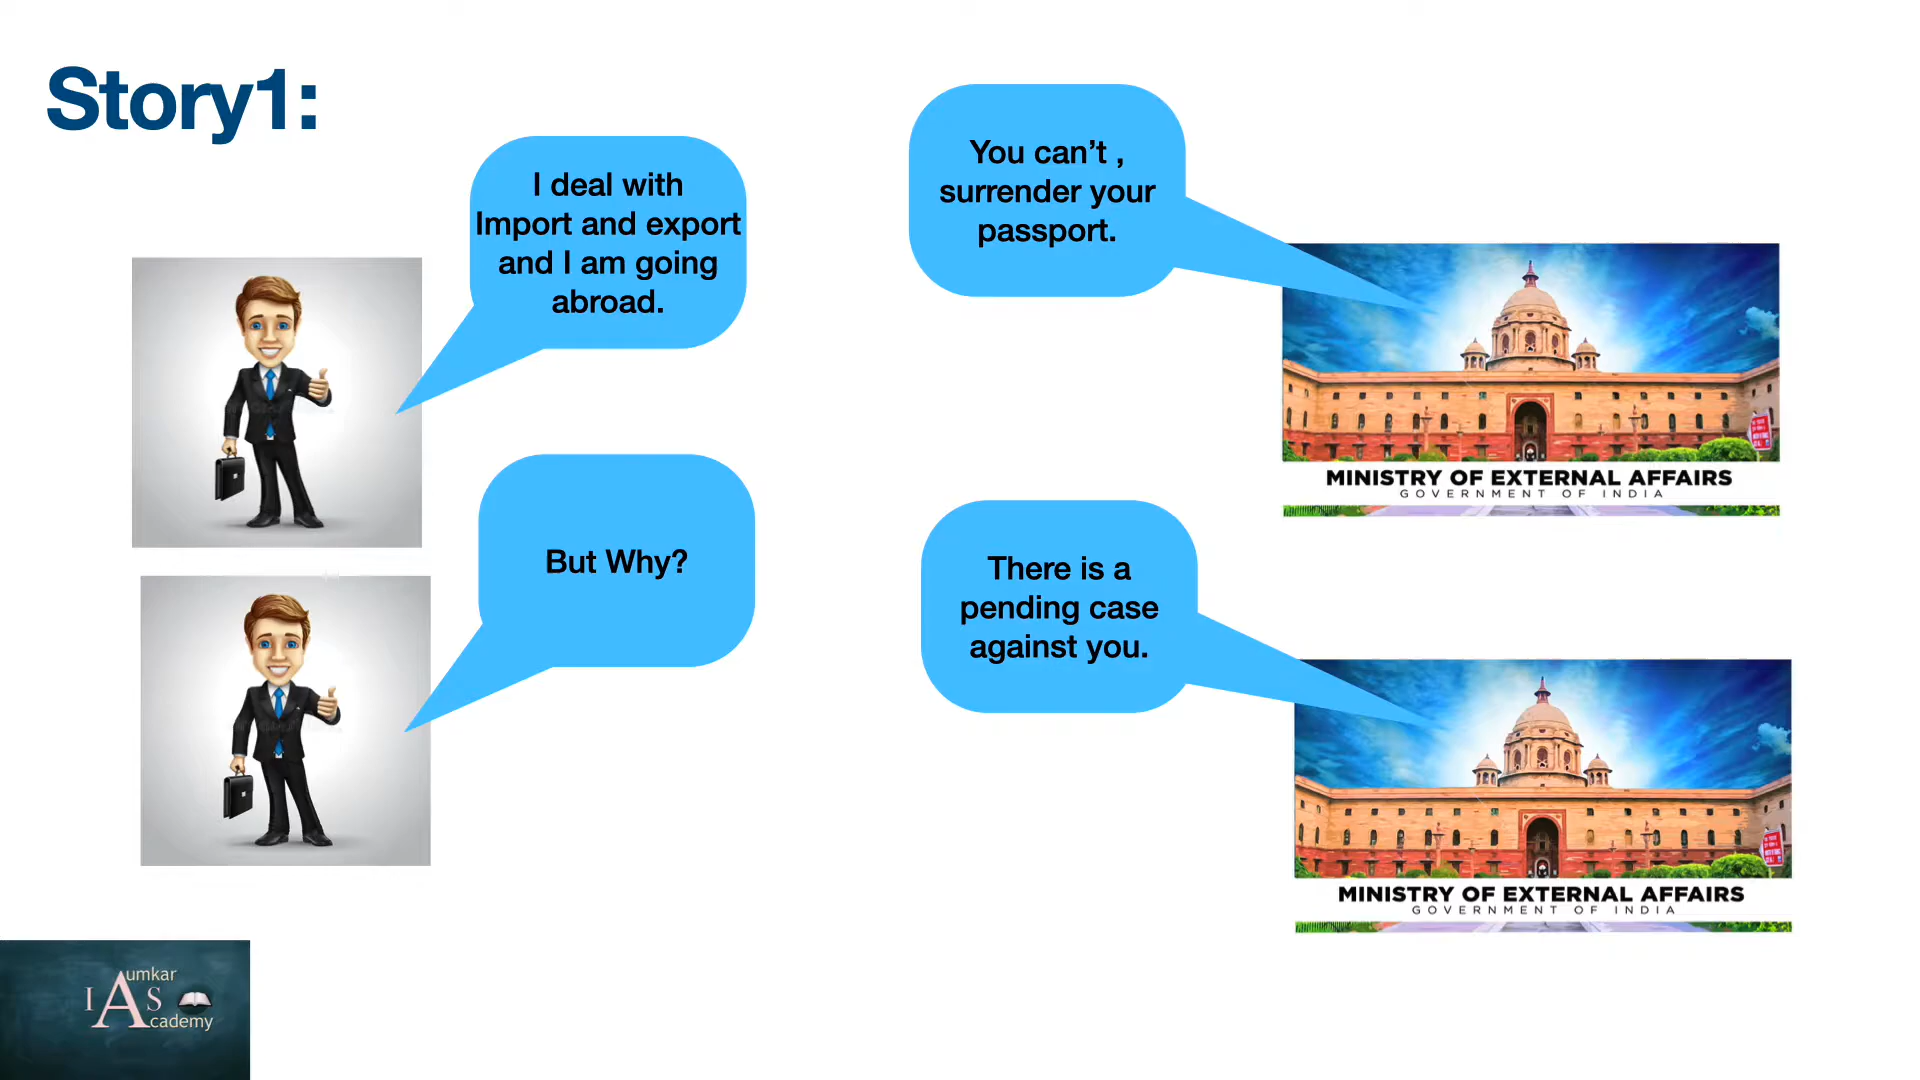 Story1:
I deal with
Import and export
and I am going
abroad.
You can’t ,
surrender your
passport.
MINISTRY OF EXTERNAL AFFAIRS
GOVERNMENT OF INDIA
But Why?
There is a
pending case
against you.
MINISTRY OF EXTERNAL AFFAIRS
GOVERNMENT OF INDIA
Aumkar
IAS
Academy